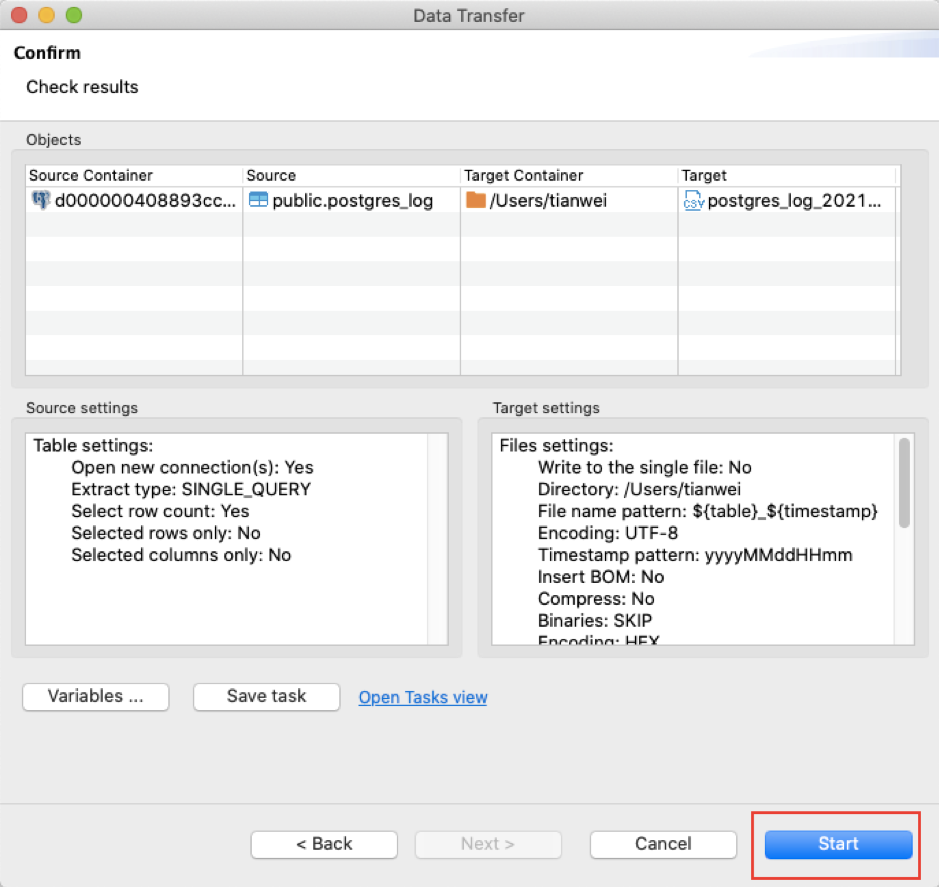 Data Transfer
Confirm
Check results
Objects
Source Container Source Target Container Target
d000000408893cc... public.postgres_log /Users/tianwei postgres_log_2021...
Source settings
Table settings:
Open new connection(s): Yes
Extract type: SINGLE_QUERY
Select row count: Yes
Selected rows only: No
Selected columns only: No
Target settings
Files settings:
Write to the single file: No
Directory: /Users/tianwei
File name pattern: ${table}_${timestamp}
Encoding: UTF-8
Timestamp pattern: yyyyMMddHHmm
Insert BOM: No
Compress: No
Binaries: SKIP
Encoding: HEX
Variables ... Save task Open Tasks view
< Back Next > Cancel Start